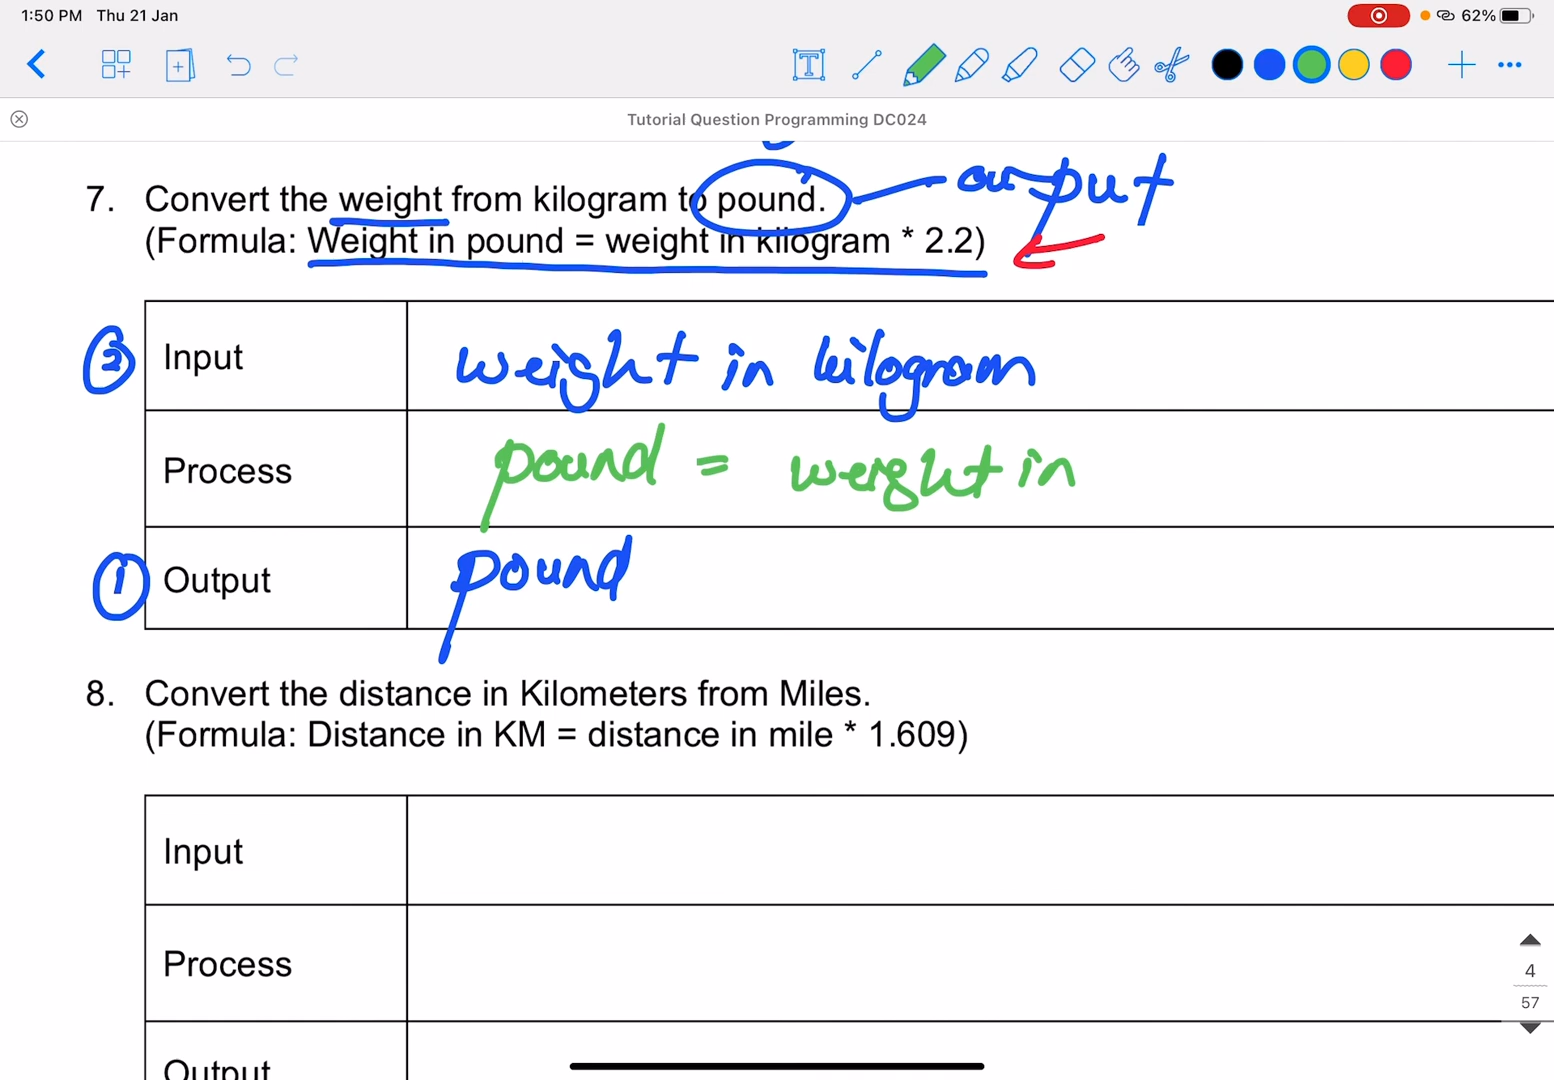 1:50 PM Thu 21 Jan
62%
Tutorial Question Programming DC024
7. Convert the weight from kilogram to pound. output
(Formula: Weight in pound = weight in kilogram * 2.2)
2 Input weight in kilogram
Process pound = weight in
1 Output pound
8. Convert the distance in Kilometers from Miles.
(Formula: Distance in KM = distance in mile * 1.609)
Input
Process
4
57
Output